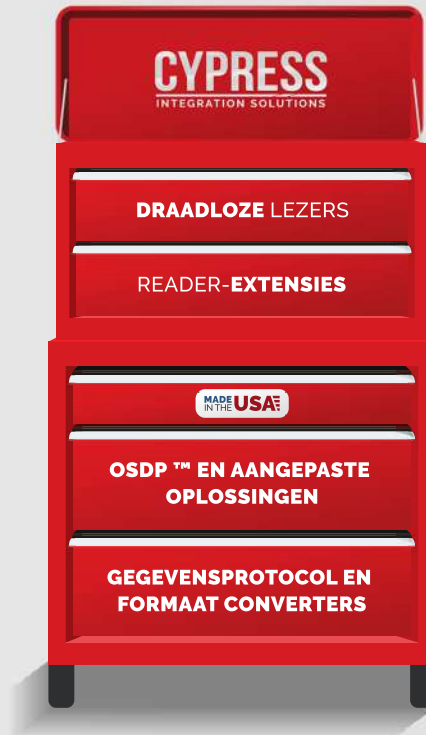 CYPRESS
INTEGRATION SOLUTIONS
DRAADLOZE LEZERS
READER-EXTENSIES
MADE
IN THE USA
OSDP ™ EN AANGEPASTE
OPLOSSINGEN
GEGEVENSPROTOCOL EN
FORMAAT CONVERTERS